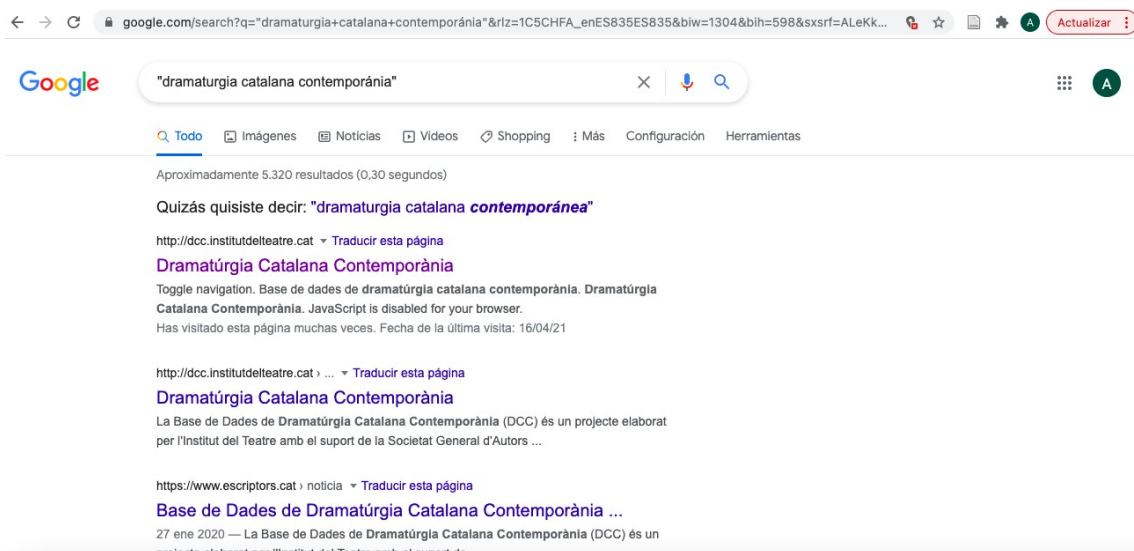 google.com/search?q="dramaturgia+catalana+contemporánia"&rlz=1C5CHFA_enES835ES835&biw=1304&bih=598&sxsrf=ALeKk... A Actualizar
Google "dramaturgia catalana contemporánia" A
Todo Imágenes Noticias Vídeos Shopping Más Configuración Herramientas
Aproximadamente 5.320 resultados (0,30 segundos)
Quizás quisiste decir: "dramaturgia catalana contemporánea"
http://dcc.institutdelteatre.cat Traducir esta página
Dramatúrgia Catalana Contemporània
Toggle navigation. Base de dades de dramatúrgia catalana contemporània. Dramatúrgia
Catalana Contemporània. JavaScript is disabled for your browser.
Has visitado esta página muchas veces. Fecha de la última visita: 16/04/21
http://dcc.institutdelteatre.cat › ... Traducir esta página
Dramatúrgia Catalana Contemporània
La Base de Dades de Dramatúrgia Catalana Contemporània (DCC) és un projecte elaborat
per l'Institut del Teatre amb el suport de la Societat General d'Autors ...
https://www.escriptors.cat › noticia Traducir esta página
Base de Dades de Dramatúrgia Catalana Contemporània ...
27 ene 2020 — La Base de Dades de Dramatúrgia Catalana Contemporània (DCC) és un